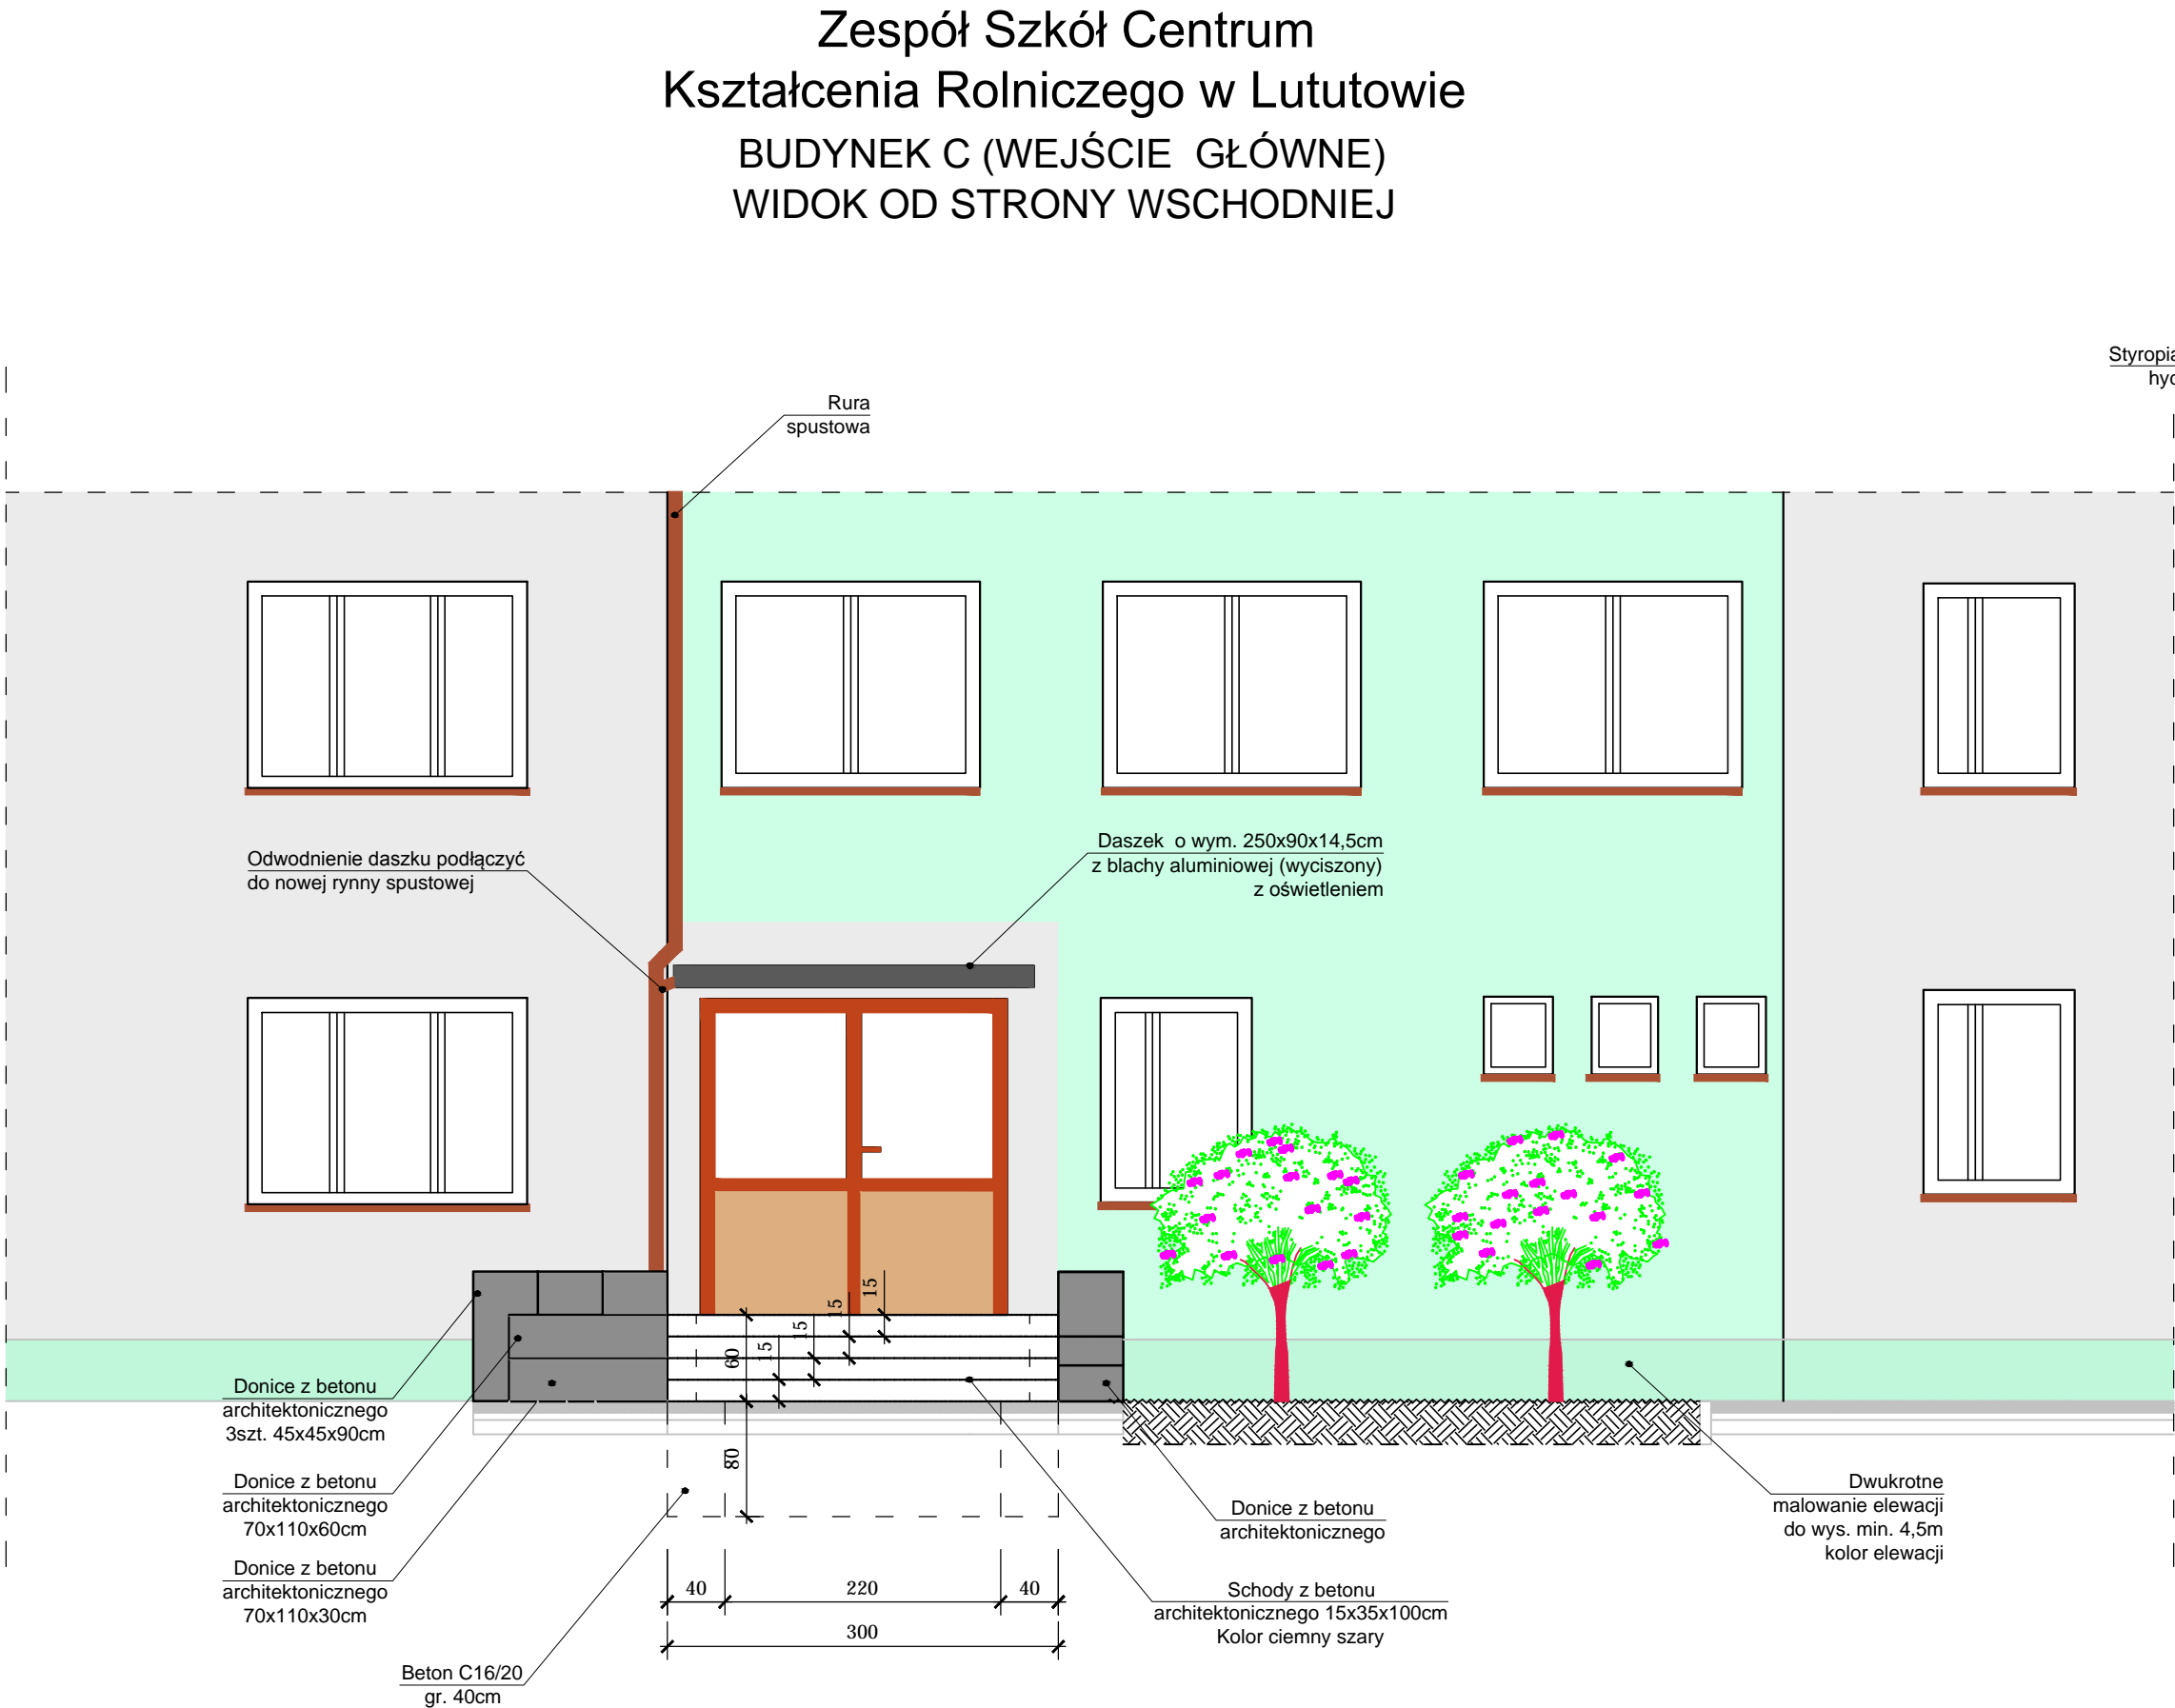 Zespół Szkół Centrum
Kształcenia Rolniczego w Lututowie
BUDYNEK C (WEJŚCIE GŁÓWNE)
WIDOK OD STRONY WSCHODNIEJ
Styropia
hyd
Rura
spustowa
Odwodnienie daszku podłączyć
do nowej rynny spustowej
Daszek o wym. 250x90x14,5cm
z blachy aluminiowej (wyciszony)
z oświetleniem
15
15
15
15
60
80
Donice z betonu
architektonicznego
3szt. 45x45x90cm
Donice z betonu
architektonicznego
70x110x60cm
Donice z betonu
architektonicznego
70x110x30cm
Beton C16/20
gr. 40cm
40
220
40
300
Donice z betonu
architektonicznego
Schody z betonu
architektonicznego 15x35x100cm
Kolor ciemny szary
Dwukrotne
malowanie elewacji
do wys. min. 4,5m
kolor elewacji